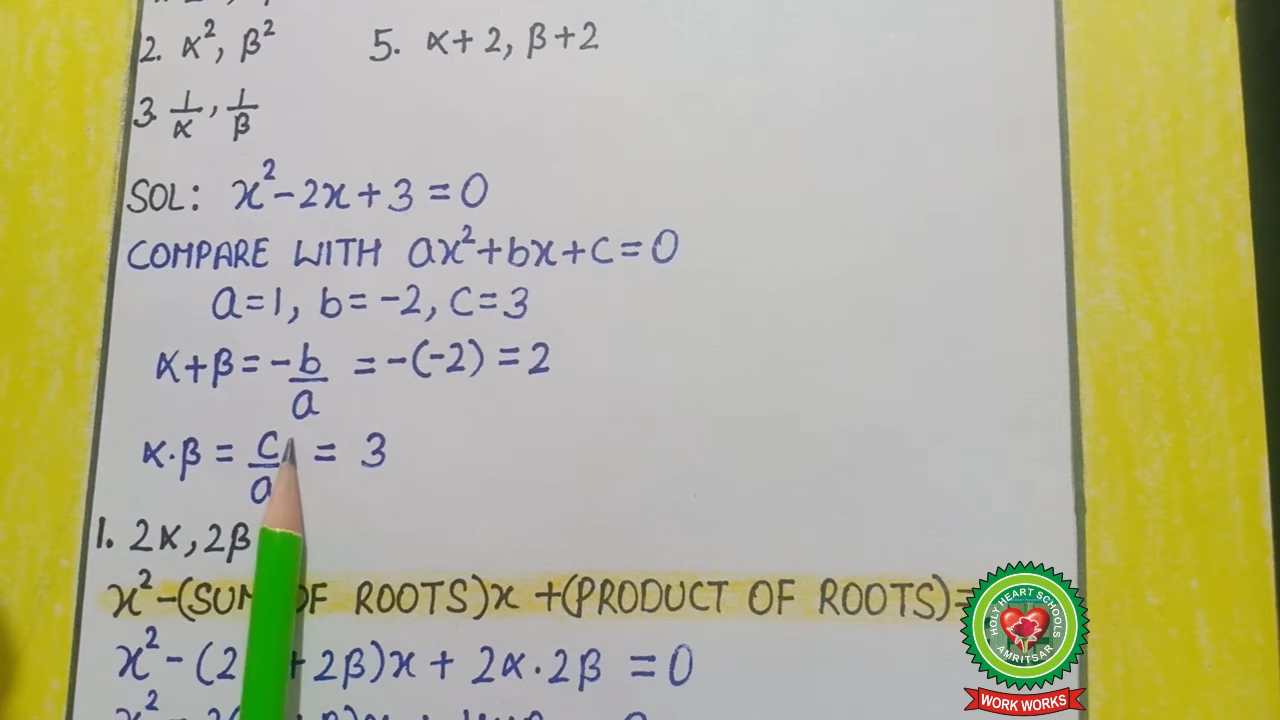 2. α², β² 5. α+2, β+2
3. 1/α, 1/β
SOL: x²-2x+3=0
COMPARE WITH ax²+bx+c=0
a=1, b=-2, c=3
α+β = -b/a = -(-2) = 2
α·β = c/a = 3
1. 2α, 2β
x²-( OF ROOTS)x +(PRODUCT OF ROOTS)=
x²-(2 + 2β)x + 2α·2β = 0
HOLY HEART SCHOOLS
AMRITSAR
WORK WORKS